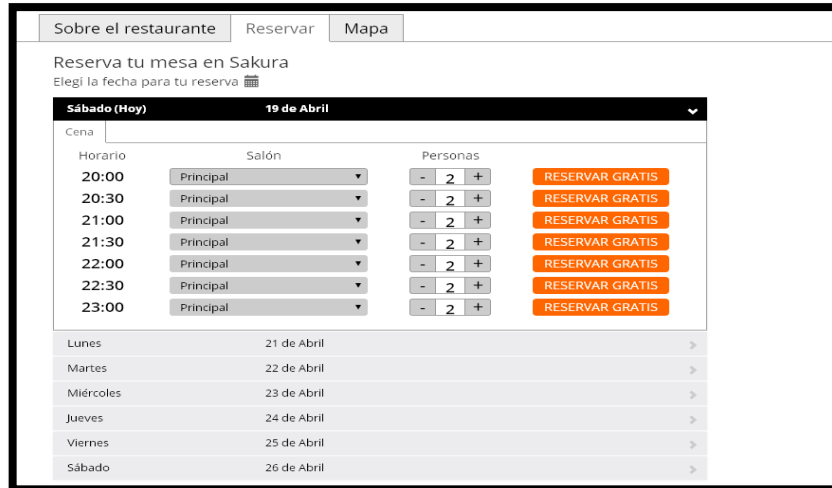 Sobre el restaurante Reservar Mapa
Reserva tu mesa en Sakura
Elegí la fecha para tu reserva
Sábado (Hoy) 19 de Abril
Cena
Horario Salón Personas
20:00 Principal - 2 + RESERVAR GRATIS
20:30 Principal - 2 + RESERVAR GRATIS
21:00 Principal - 2 + RESERVAR GRATIS
21:30 Principal - 2 + RESERVAR GRATIS
22:00 Principal - 2 + RESERVAR GRATIS
22:30 Principal - 2 + RESERVAR GRATIS
23:00 Principal - 2 + RESERVAR GRATIS
Lunes 21 de Abril
Martes 22 de Abril
Miércoles 23 de Abril
Jueves 24 de Abril
Viernes 25 de Abril
Sábado 26 de Abril